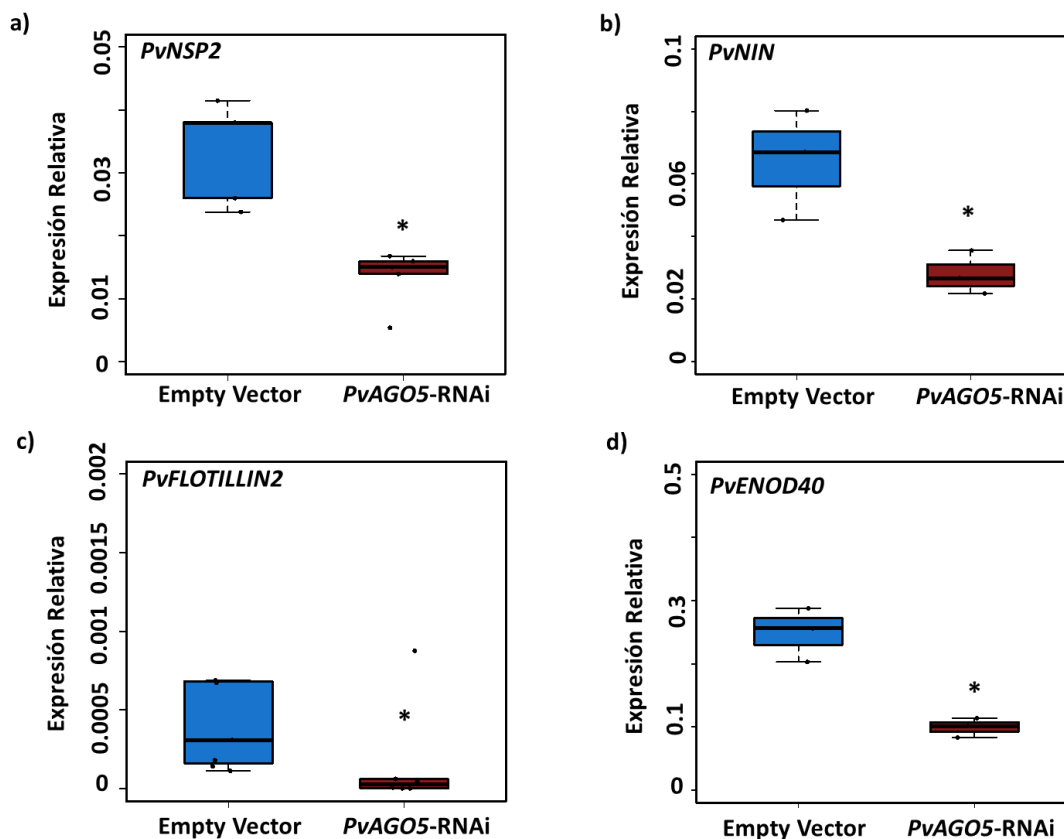 a)
PvNSP2
Expresión Relativa
0.05
0.03
0.01
0
*
Empty Vector
PvAGO5-RNAi
b)
PvNIN
Expresión Relativa
0.1
0.06
0.02
0
*
Empty Vector
PvAGO5-RNAi
c)
PvFLOTILLIN2
Expresión Relativa
0.002
0.0015
0.001
0.0005
0
*
Empty Vector
PvAGO5-RNAi
d)
PvENOD40
Expresión Relativa
0.5
0.3
0.1
0
*
Empty Vector
PvAGO5-RNAi